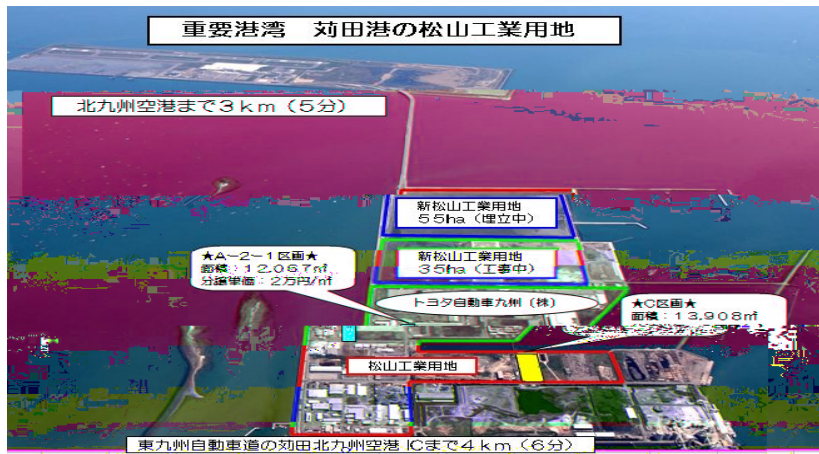 重要港湾　苅田港の松山工業用地
北九州空港まで3km（5分）
新松山工業用地
55ha（埋立中）
★A−2−1区画★
面積：12,067㎡
分譲単価：2万円/㎡
新松山工業用地
35ha（工事中）
トヨタ自動車九州（株）
★C区画★
面積：13,908㎡
松山工業用地
東九州自動車道の苅田北九州空港ICまで4km（6分）